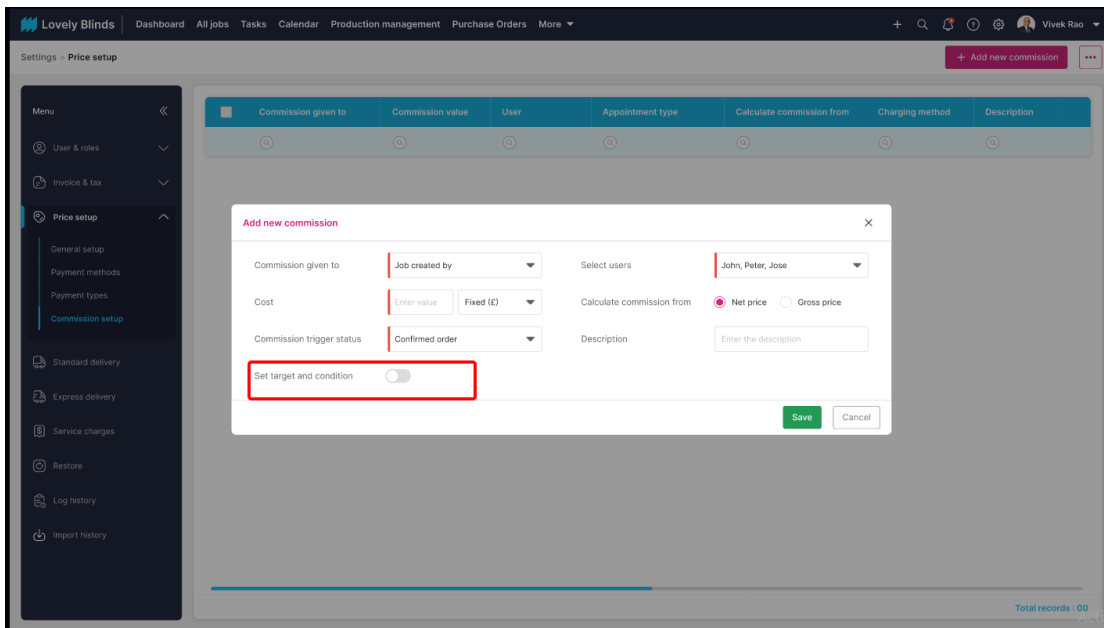 Lovely Blinds Dashboard All jobs Tasks Calendar Production management Purchase Orders More Vivek Rao
Settings > Price setup + Add new commission
Menu
User & roles
Invoice & tax
Price setup
General setup
Payment methods
Payment types
Commission setup
Standard delivery
Express delivery
Service charges
Restore
Log history
Import history
Commission given to Commission value User Appointment type Calculate commission from Charging method Description
Add new commission
Commission given to Job created by Select users John, Peter, Jose
Cost Enter value Fixed (£) Calculate commission from Net price Gross price
Commission trigger status Confirmed order Description Enter the description
Set target and condition
Save Cancel
Total records : 00